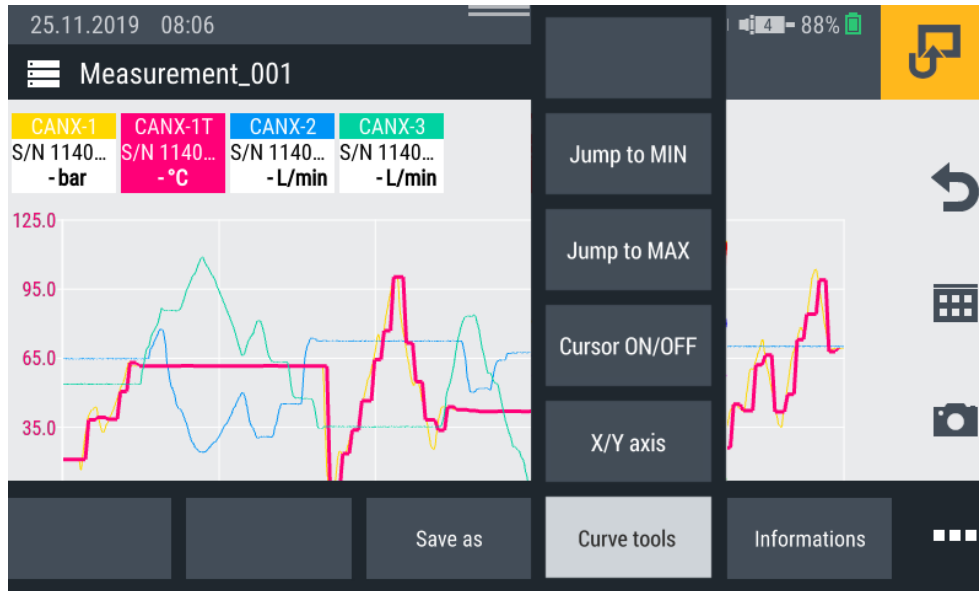 25.11.2019 08:06
4 88%
Measurement_001
CANX-1 CANX-1T CANX-2 CANX-3
S/N 1140... S/N 1140... S/N 1140... S/N 1140...
- bar - °C - L/min - L/min
125.0
95.0
65.0
35.0
Jump to MIN
Jump to MAX
Cursor ON/OFF
X/Y axis
Save as Curve tools Informations